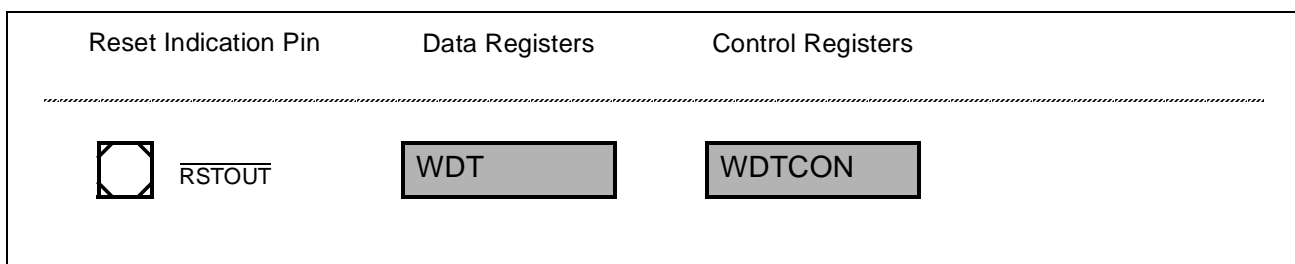 Reset Indication Pin Data Registers Control Registers
RSTOUT WDT WDTCON